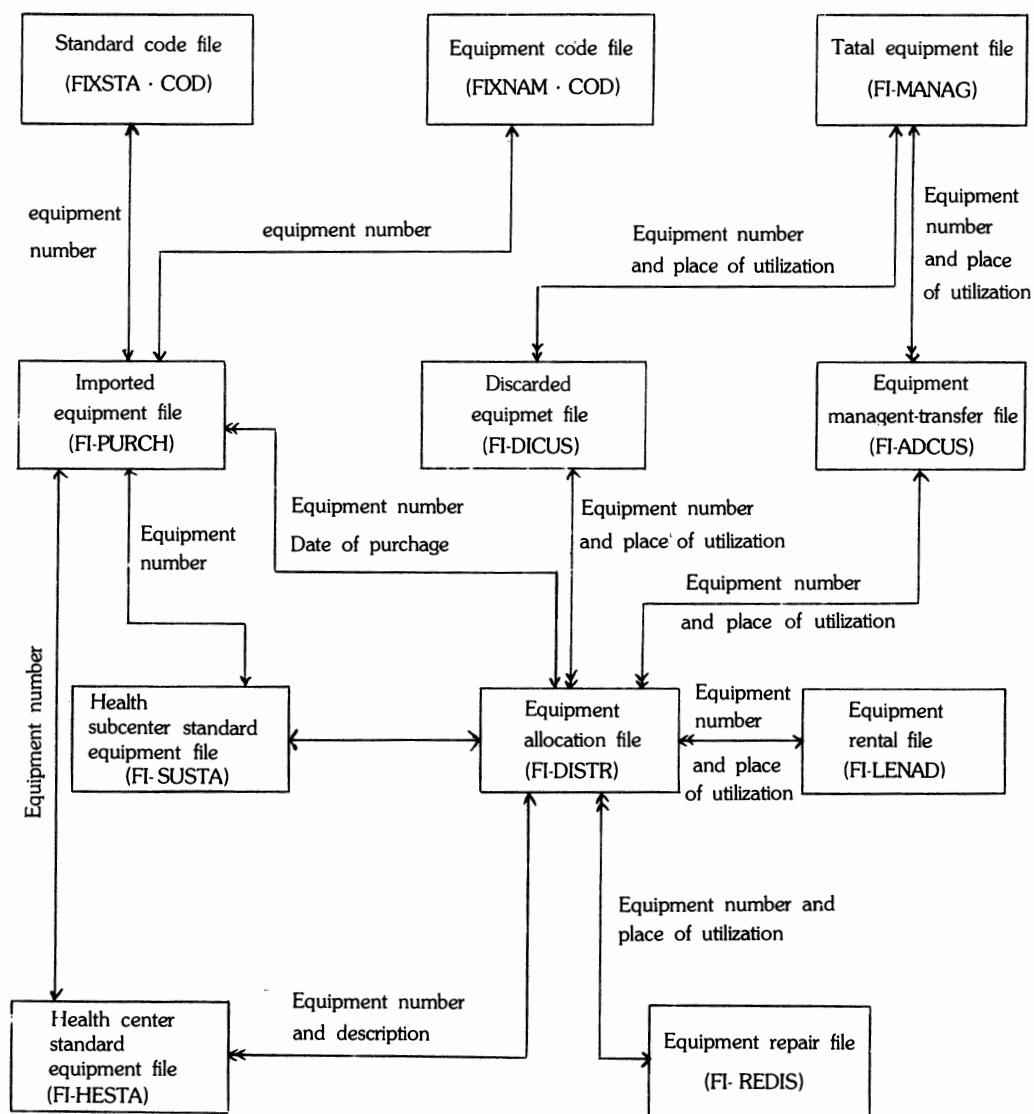 Standard code file
(FIXSTA · COD)
Equipment code file
(FIXNAM · COD)
Tatal equipment file
(FI-MANAG)
equipment
number
equipment number
Equipment number
and place of utilization
Equipment
number
and place
of utilization
Imported
equipment file
(FI-PURCH)
Discarded
equipmet file
(FI-DICUS)
Equipment
managent-transfer file
(FI-ADCUS)
Equipment number
Date of purchage
Equipment number
and place of utilization
Equipment
number
Equipment number
and place of utilization
Equipment number
Health
subcenter standard
equipment file
(FI- SUSTA)
Equipment
allocation file
(FI-DISTR)
Equipment
number
and place
of utilization
Equipment
rental file
(FI-LENAD)
Equipment number and
place of utilization
Equipment number
and description
Health center
standard
equipment file
(FI-HESTA)
Equipment repair file
(FI- REDIS)